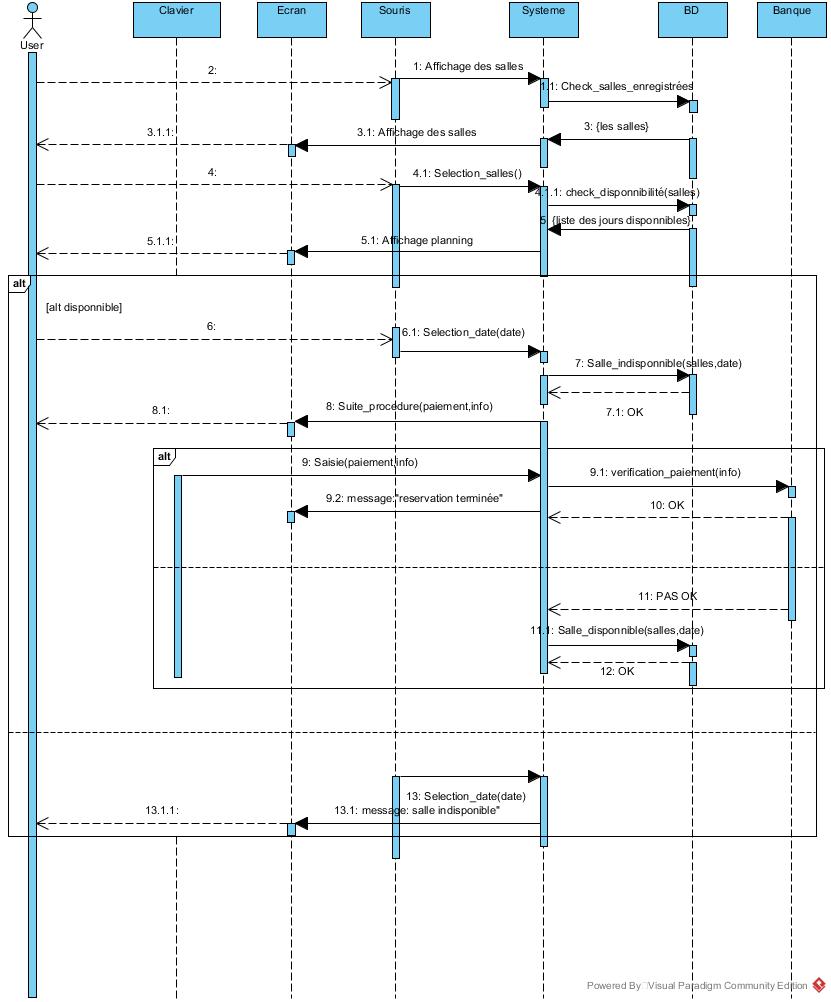 Clavier
Ecran
Souris
Systeme
BD
Banque
User
1: Affichage des salles
2:
1.1: Check_salles_enregistrées
3: {les salles}
3.1: Affichage des salles
3.1.1:
4:
4.1: Selection_salles()
4.1.1: check_disponnibilité(salles)
5: {liste des jours disponnibles}
5.1: Affichage planning
5.1.1:
alt
[alt disponnible]
6:
6.1: Selection_date(date)
7: Salle_indisponnible(salles,date)
7.1: OK
8: Suite_procedure(paiement,info)
8.1:
alt
9: Saisie(paiement,info)
9.1: verification_paiement(info)
9.2: message:"reservation terminée"
10: OK
11: PAS OK
11.1: Salle_disponnible(salles,date)
12: OK
13: Selection_date(date)
13.1: message: salle indisponible"
13.1.1:
Powered By Visual Paradigm Community Edition